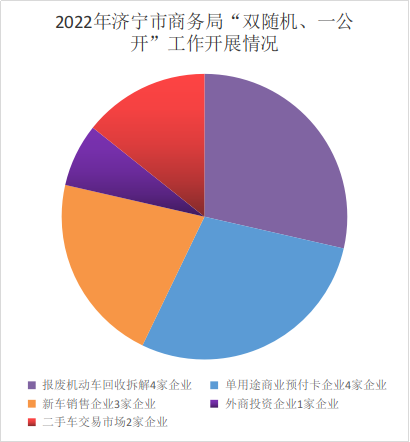 2022年济宁市商务局“双随机、一公
开”工作开展情况
报废机动车回收拆解4家企业
单用途商业预付卡企业4家企业
新车销售企业3家企业
外商投资企业1家企业
二手车交易市场2家企业